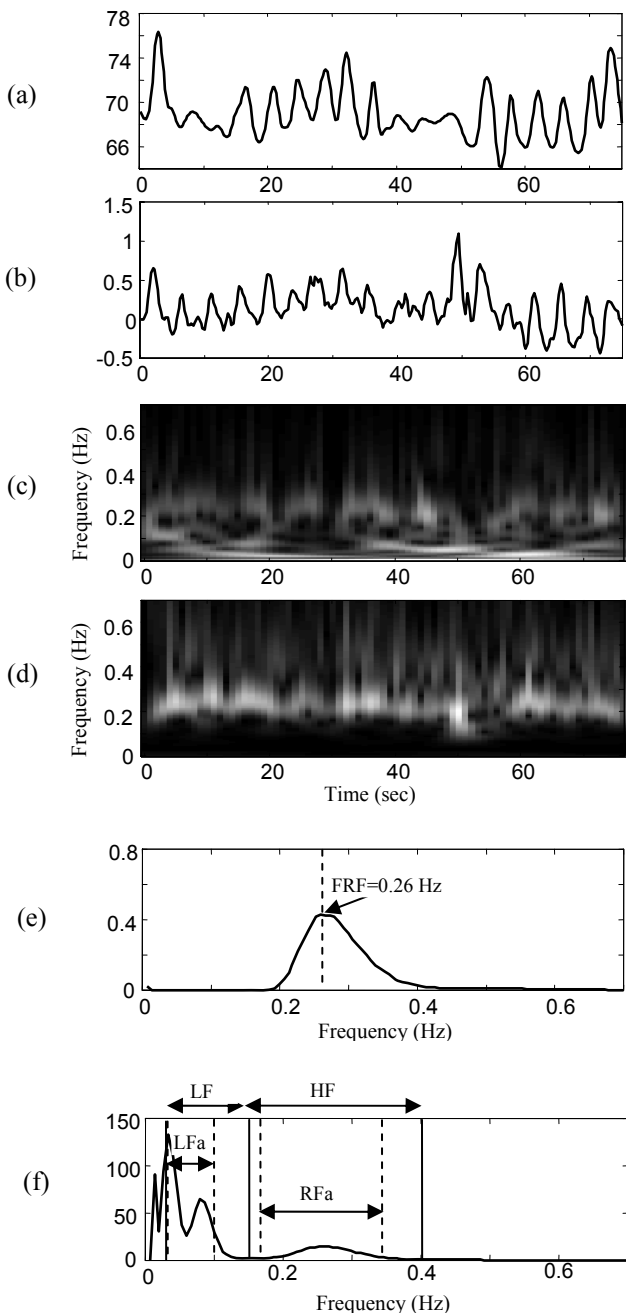 (a)
78
74
70
66
0 20 40 60
(b)
1.5
1
0.5
0
-0.5
0 20 40 60
(c)
Frequency (Hz)
0.6
0.4
0.2
0
0 20 40 60
(d)
Frequency (Hz)
0.6
0.4
0.2
0
0 20 40 60
Time (sec)
(e)
0.8
0.4
0
FRF=0.26 Hz
0 0.2 0.4 0.6
Frequency (Hz)
LF HF
(f)
150
100
50
0
LFa
RFa
0 0.2 0.4 0.6
Frequency (Hz)